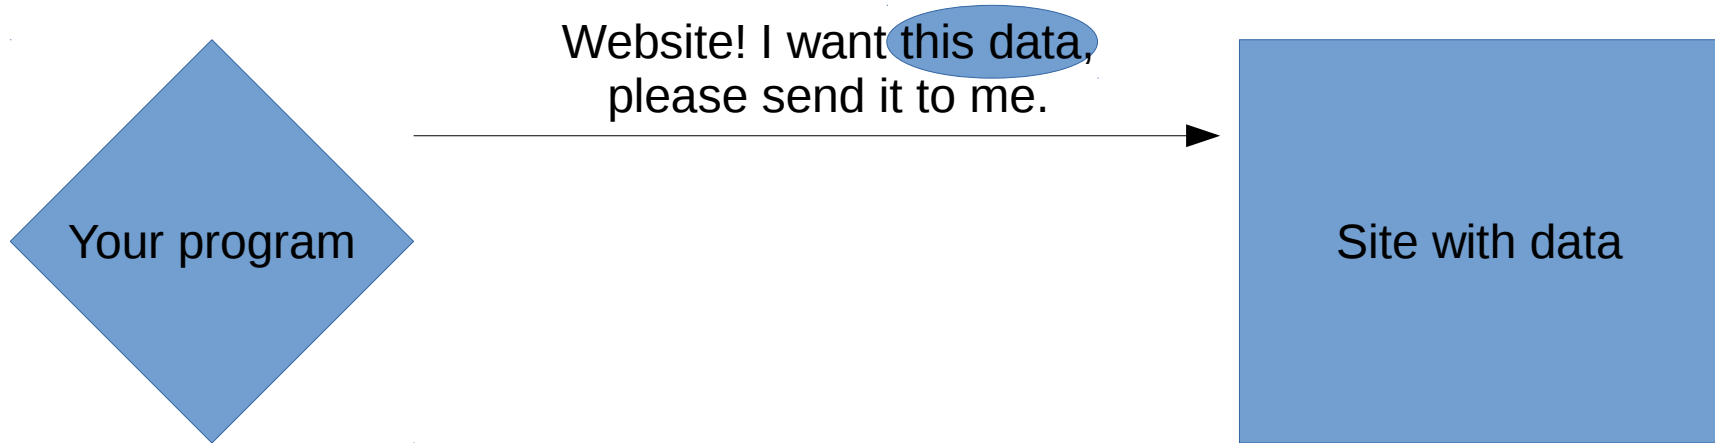 Website! I want this data,
please send it to me.
Your program
Site with data